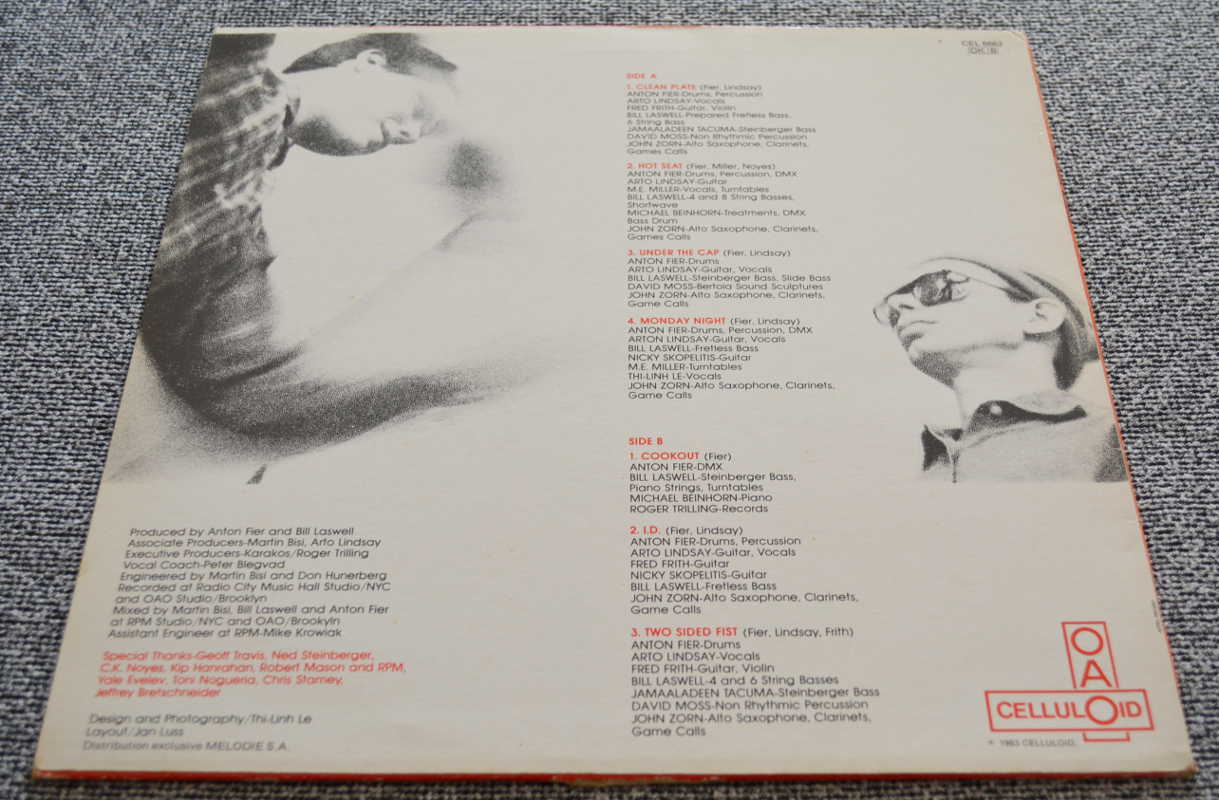 CEL 6663
SIDE A
1. CLEAN PLATE (Fier, Lindsay)
ANTON FIER-Drums, Percussion
ARTO LINDSAY-Vocals
FRED FRITH-Guitar, Violin
BILL LASWELL-Prepared Fretless Bass,
6 String Bass
JAMAALADEEN TACUMA-Steinberger Bass
DAVID MOSS-Non Rhythmic Percussion
JOHN ZORN-Alto Saxophone, Clarinets,
Games Calls
2. HOT SEAT (Fier, Miller, Noyes)
ANTON FIER-Drums, Percussion, DMX
ARTO LINDSAY-Guitar
M.E. MILLER-Vocals, Turntables
BILL LASWELL-4 and 8 String Basses,
Shortwave
MICHAEL BEINHORN-Treatments, DMX
Bass Drum
JOHN ZORN-Alto Saxophone, Clarinets,
Games Calls
3. UNDER THE CAP (Fier, Lindsay)
ANTON FIER-Drums
ARTO LINDSAY-Guitar, Vocals
BILL LASWELL-Steinberger Bass, Slide Bass
DAVID MOSS-Bertoia Sound Sculptures
JOHN ZORN-Alto Saxophone, Clarinets,
Game Calls
4. MONDAY NIGHT (Fier, Lindsay)
ANTON FIER-Drums, Percussion, DMX
ARTON LINDSAY-Guitar, Vocals
BILL LASWELL-Fretless Bass
NICKY SKOPELITIS-Guitar
M.E. MILLER-Turntables
THI-LINH LE-Vocals
JOHN ZORN-Alto Saxophone, Clarinets,
Game Calls
SIDE B
1. COOKOUT (Fier)
ANTON FIER-DMX
BILL LASWELL-Steinberger Bass,
Piano Strings, Turntables
MICHAEL BEINHORN-Piano
ROGER TRILLING-Records
2. I.D. (Fier, Lindsay)
ANTON FIER-Drums, Percussion
ARTO LINDSAY-Guitar, Vocals
FRED FRITH-Guitar
NICKY SKOPELITIS-Guitar
BILL LASWELL-Fretless Bass
JOHN ZORN-Alto Saxophone, Clarinets,
Game Calls
3. TWO SIDED FIST (Fier, Lindsay, Frith)
ANTON FIER-Drums
ARTO LINDSAY-Vocals
FRED FRITH-Guitar, Violin
BILL LASWELL-4 and 6 String Basses
JAMAALADEEN TACUMA-Steinberger Bass
DAVID MOSS-Non Rhythmic Percussion
JOHN ZORN-Alto Saxophone, Clarinets,
Game Calls
Produced by Anton Fier and Bill Laswell
Associate Producers-Martin Bisi, Arto Lindsay
Executive Producers-Karakos/Roger Trilling
Vocal Coach-Peter Blegvad
Engineered by Martin Bisi and Don Hunerberg
Recorded at Radio City Music Hall Studio/NYC
and OAO Studio/Brooklyn
Mixed by Martin Bisi, Bill Laswell and Anton Fier
at RPM Studio/NYC and OAO/Brookyln
Assistant Engineer at RPM-Mike Krowiak
Special Thanks-Geoff Travis, Ned Steinberger,
C.K. Noyes, Kip Hanrahan, Robert Mason and RPM,
Yale Evelev, Toni Nogueria, Chris Stamey,
Jeffrey Bretschneider
Design and Photography/Thi-Linh Le
Layout/Jan Luss
Distribution exclusive MELODIE S.A.
OAO
CELLULOID
℗ 1983 CELLULOID.